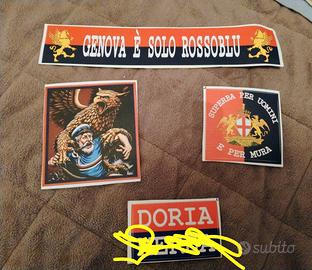 GENOVA È SOLO ROSSOBLU
SUPERBA PER UOMINI
E PER MURA
DORIA
subito